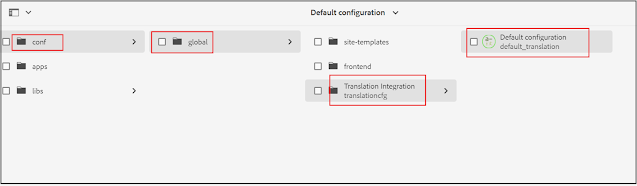 Default configuration
conf
apps
libs
global
site-templates
frontend
Translation Integration
translationcfg
Default configuration
default_translation